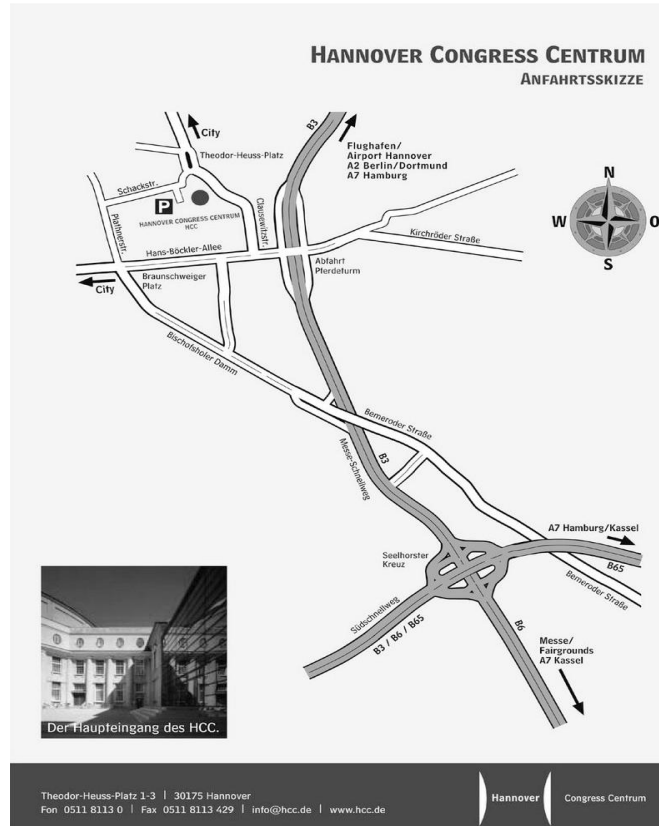 HANNOVER CONGRESS CENTRUM
ANFAHRTSSKIZZE
City
B3
Flughafen/
Airport Hannover
A2 Berlin/Dortmund
A7 Hamburg
Theodor-Heuss-Platz
Schackstr.
P
HANNOVER CONGRESS CENTRUM
HCC
Plathnerstr.
Clausewitzstr.
Hans-Böckler-Allee
Kirchröder Straße
N
W
O
S
Abfahrt
Pferdeturm
Braunschweiger
Platz
City
Bischofsholer Damm
Bemeroder Straße
Messe-Schnellweg
B3
A7 Hamburg/Kassel
Seelhorster
Kreuz
B65
Bemeroder Straße
Südschnellweg
B3 / B6 / B65
B6
Messe/
Fairgrounds
A7 Kassel
Der Haupteingang des HCC.
Theodor-Heuss-Platz 1-3 | 30175 Hannover
Fon 0511 8113 0 | Fax 0511 8113 429 | info@hcc.de | www.hcc.de
Hannover
Congress Centrum